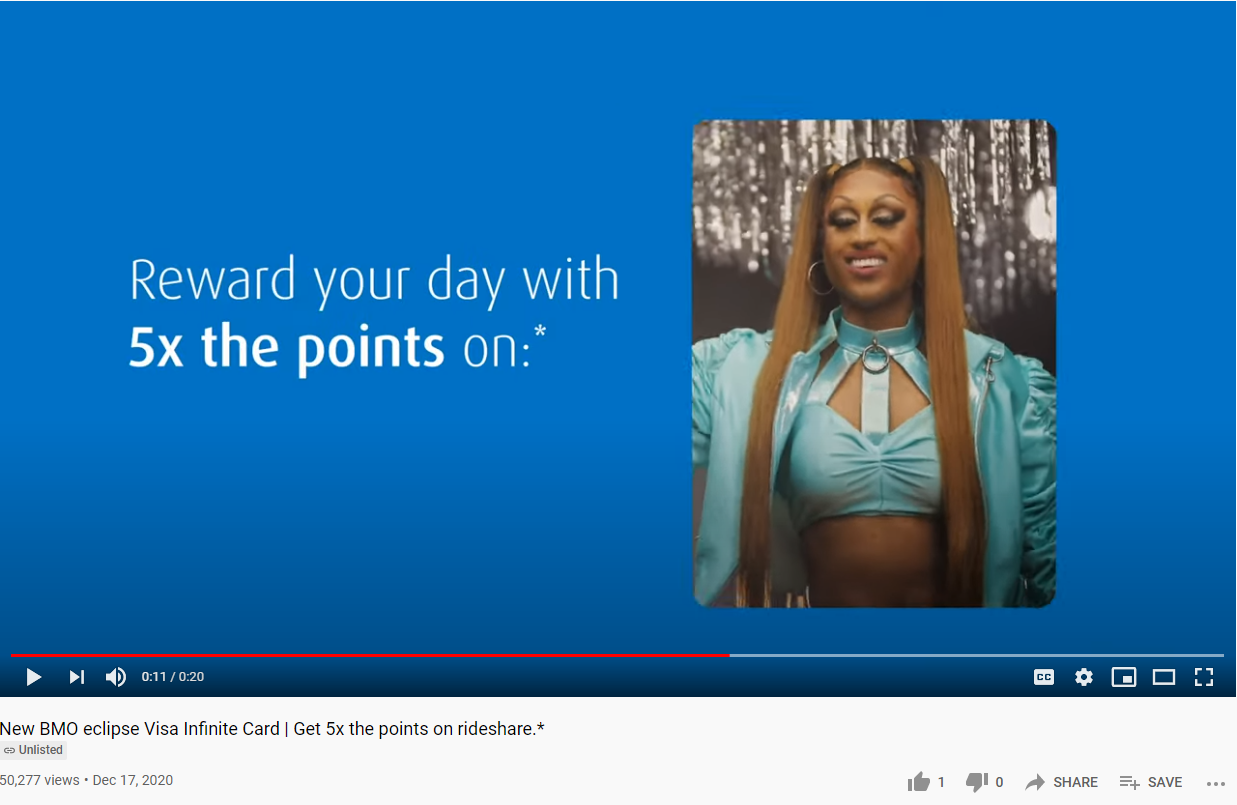 Reward your day with
5x the points on:*
0:11 / 0:20
CC
New BMO eclipse Visa Infinite Card | Get 5x the points on rideshare.*
Unlisted
50,277 views • Dec 17, 2020
1
0
SHARE
SAVE